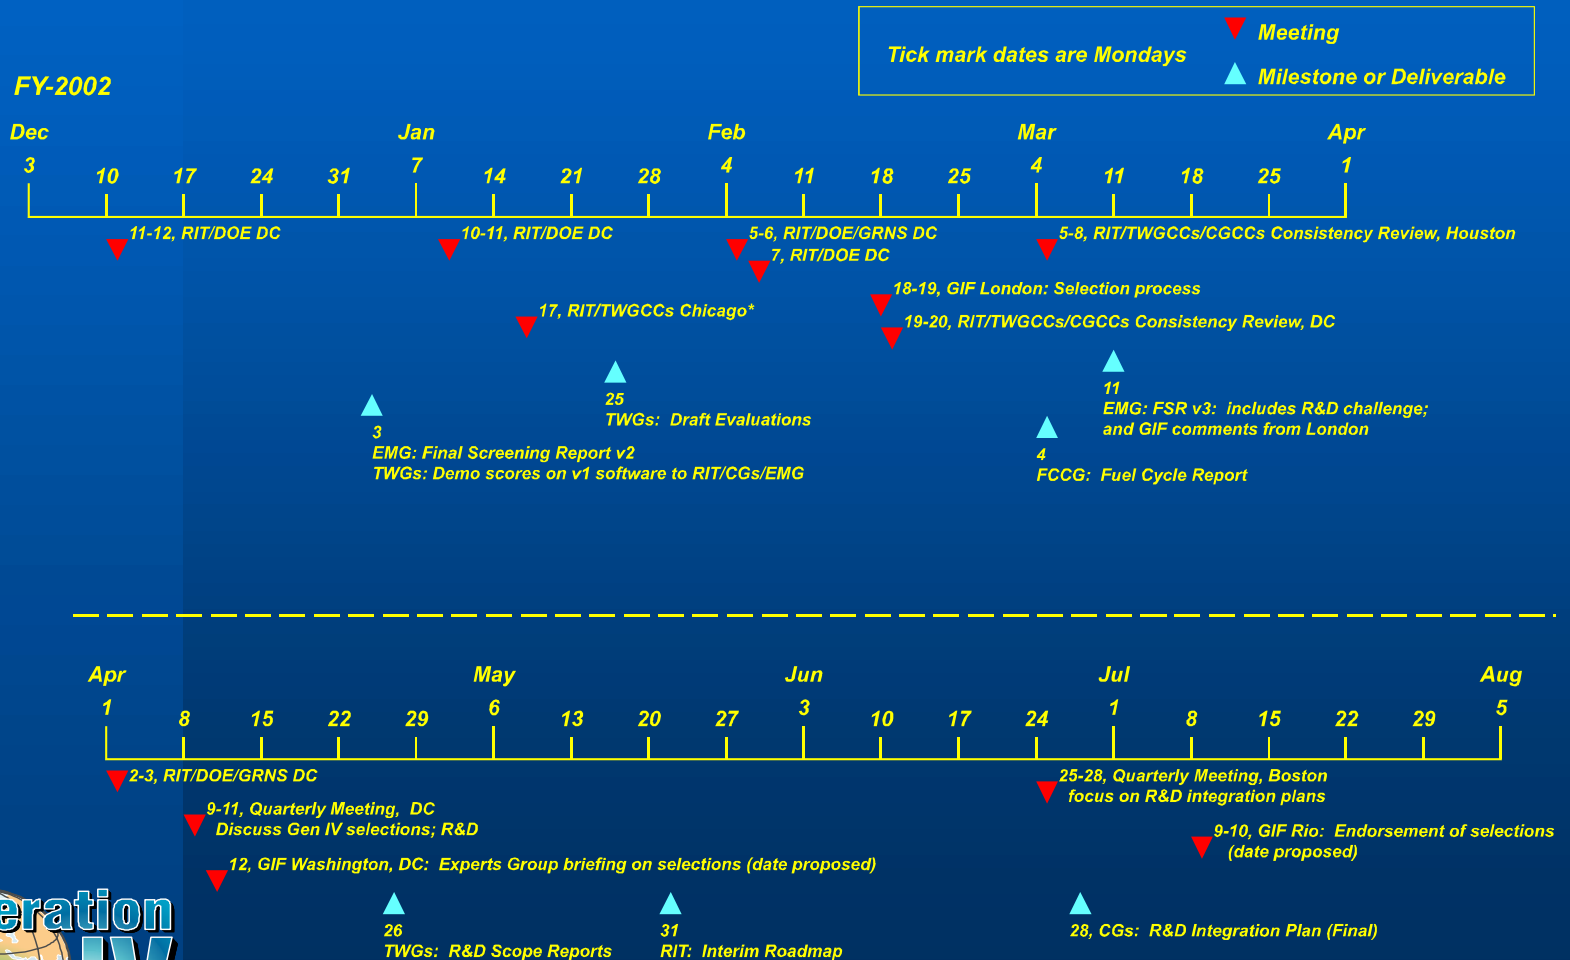 Tick mark dates are Mondays
Meeting
Milestone or Deliverable
FY-2002
Dec Jan Feb Mar Apr
3 10 17 24 31 7 14 21 28 4 11 18 25 4 11 18 25 1
11-12, RIT/DOE DC
10-11, RIT/DOE DC
5-6, RIT/DOE/GRNS DC
7, RIT/DOE DC
5-8, RIT/TWGCCs/CGCCs Consistency Review, Houston
18-19, GIF London: Selection process
17, RIT/TWGCCs Chicago*
19-20, RIT/TWGCCs/CGCCs Consistency Review, DC
25
TWGs: Draft Evaluations
11
EMG: FSR v3: includes R&D challenge;
and GIF comments from London
3
EMG: Final Screening Report v2
TWGs: Demo scores on v1 software to RIT/CGs/EMG
4
FCCG: Fuel Cycle Report
Apr May Jun Jul Aug
1 8 15 22 29 6 13 20 27 3 10 17 24 1 8 15 22 29 5
2-3, RIT/DOE/GRNS DC
9-11, Quarterly Meeting, DC
Discuss Gen IV selections; R&D
12, GIF Washington, DC: Experts Group briefing on selections (date proposed)
25-28, Quarterly Meeting, Boston
focus on R&D integration plans
9-10, GIF Rio: Endorsement of selections
(date proposed)
26
TWGs: R&D Scope Reports
31
RIT: Interim Roadmap
28, CGs: R&D Integration Plan (Final)
eration
IV